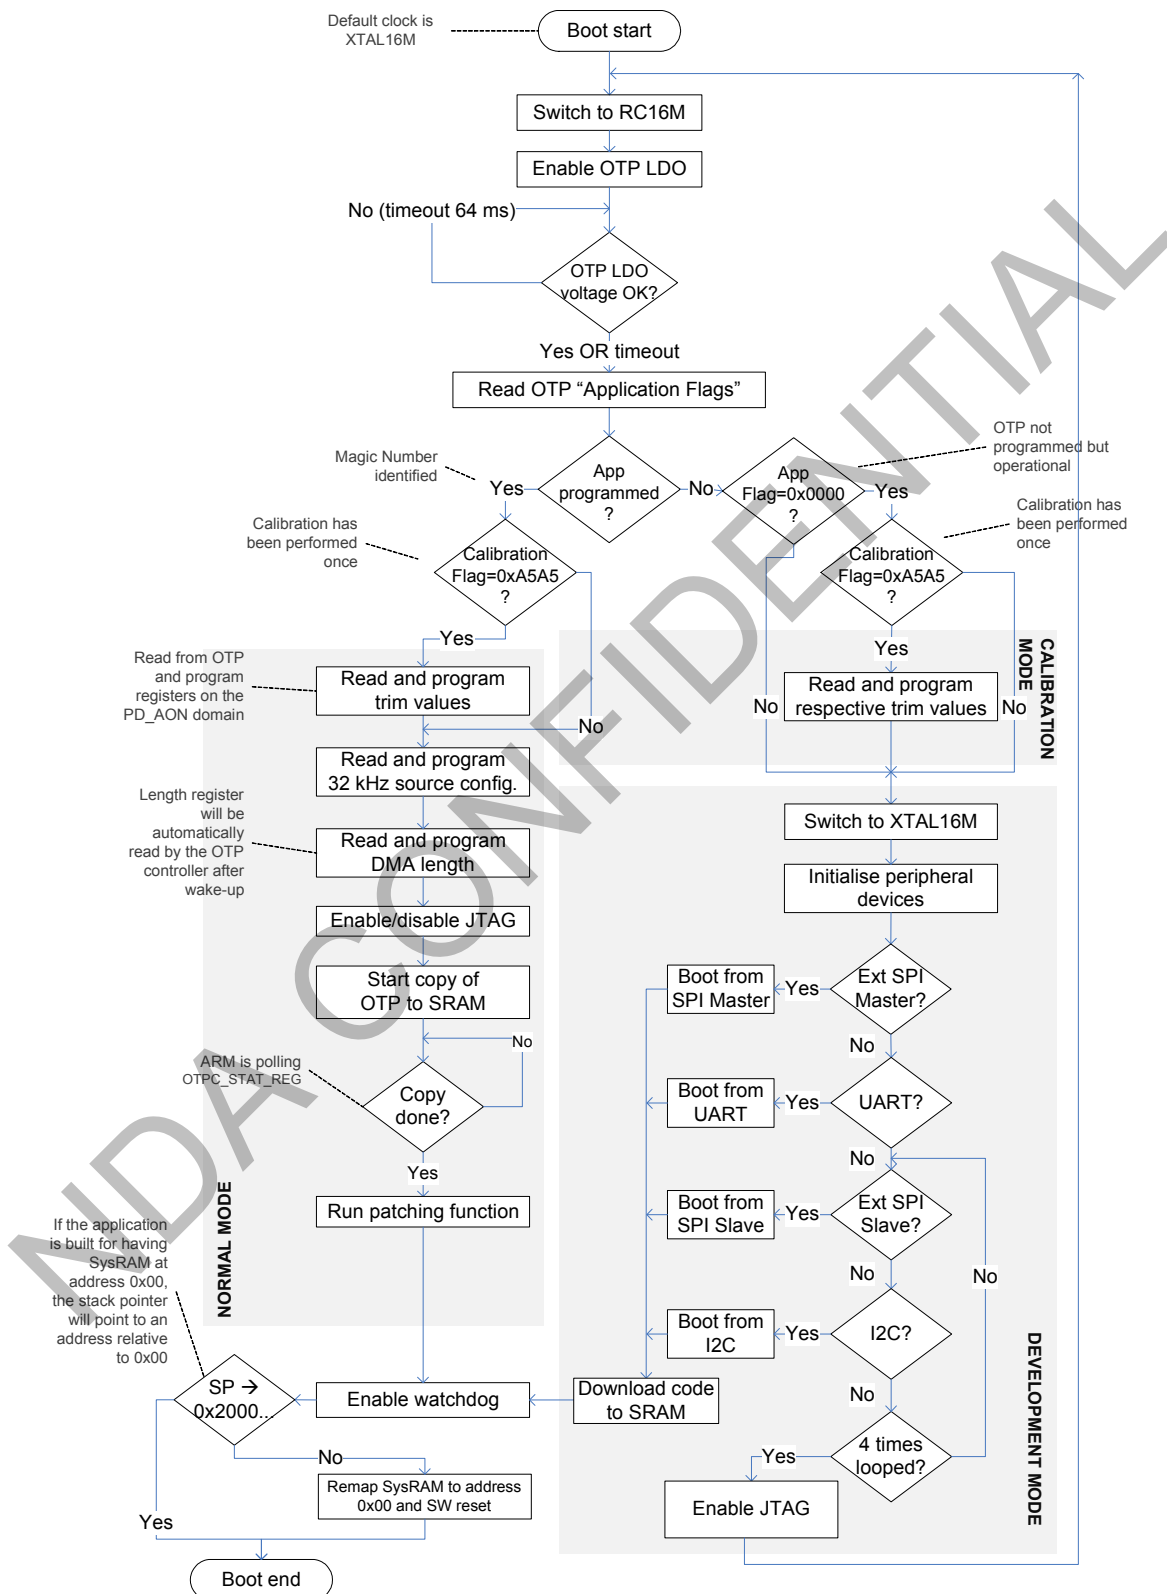 Default clock is
XTAL16M
Boot start
Switch to RC16M
Enable OTP LDO
No (timeout 64 ms)
OTP LDO
voltage OK?
Yes OR timeout
Read OTP “Application Flags”
Magic Number
identified
Yes
App
programmed
?
No
App
Flag=0x0000
?
Yes
OTP not
programmed but
operational
Calibration has
been performed
once
Calibration
Flag=0xA5A5
?
Calibration
Flag=0xA5A5
?
Calibration has
been performed
once
Yes
Yes
CALIBRATION
MODE
Read from OTP
and program
registers on the
PD_AON domain
Read and program
trim values
No
No
Read and program
respective trim values
No
Read and program
32 kHz source config.
Length register
will be
automatically
read by the OTP
controller after
wake-up
Read and program
DMA length
Switch to XTAL16M
Initialise peripheral
devices
Enable/disable JTAG
Start copy of
OTP to SRAM
Boot from
SPI Master
Yes
Ext SPI
Master?
No
No
ARM is polling
OTPC_STAT_REG
Copy
done?
Boot from
UART
Yes
UART?
Yes
No
Run patching function
Boot from
SPI Slave
Yes
Ext SPI
Slave?
No
No
NORMAL MODE
If the application
is built for having
SysRAM at
address 0x00,
the stack pointer
will point to an
address relative
to 0x00
Boot from
I2C
Yes
I2C?
SP →
0x2000...
Enable watchdog
Download code
to SRAM
No
DEVELOPMENT MODE
No
Yes
4 times
looped?
Remap SysRAM to address
0x00 and SW reset
Enable JTAG
Yes
Boot end
NDA CONFIDENTIAL